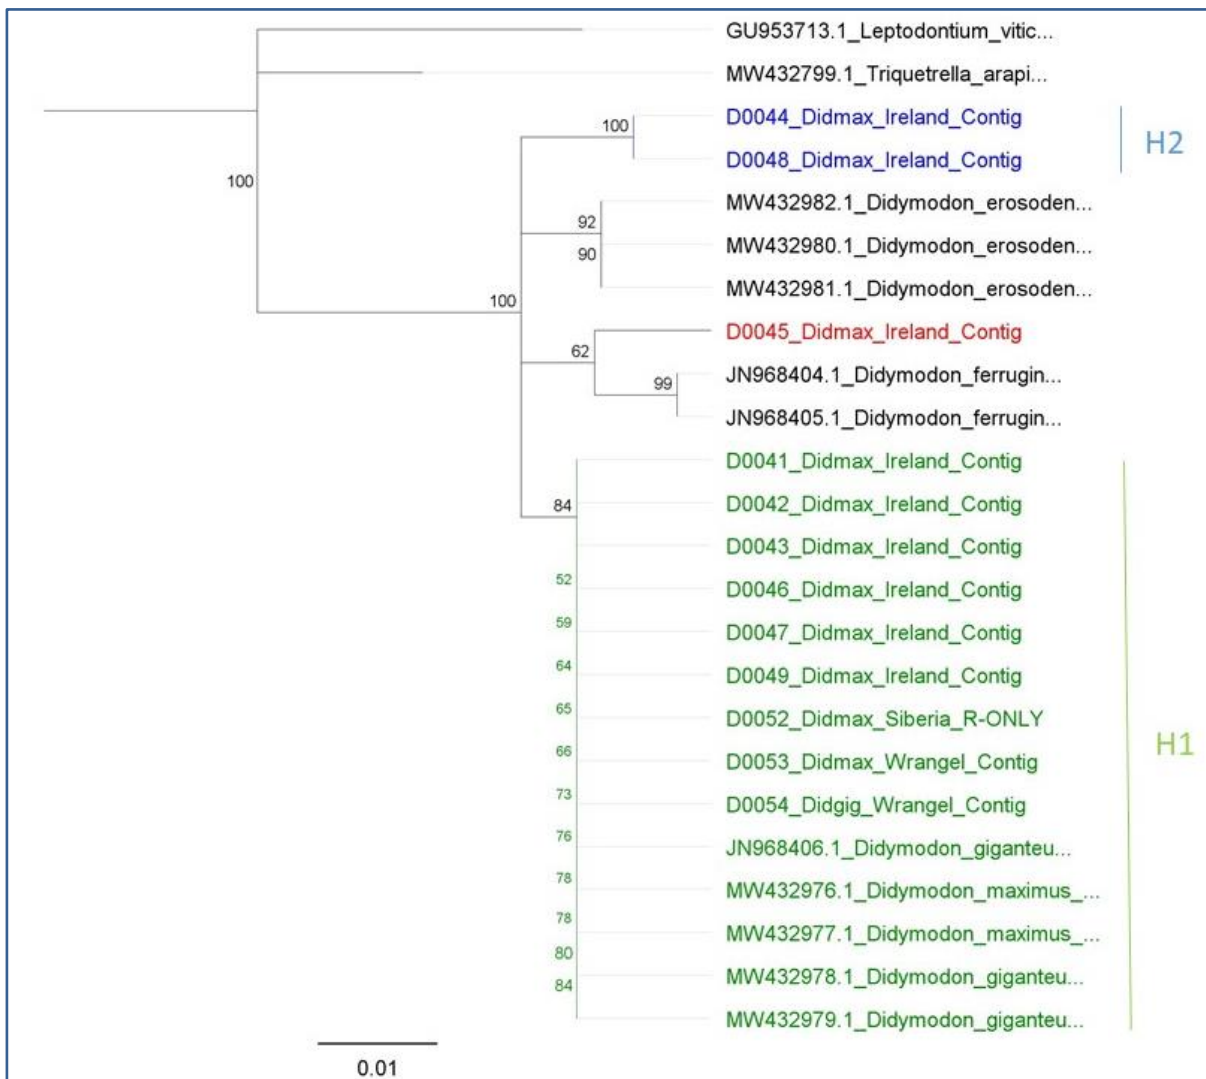 GU953713.1_Leptodontium_vitic...
MW432799.1_Triquetrella_arapi...
D0044_Didmax_Ireland_Contig
100
H2
D0048_Didmax_Ireland_Contig
100
MW432982.1_Didymodon_erosoden...
92
MW432980.1_Didymodon_erosoden...
90
MW432981.1_Didymodon_erosoden...
100
D0045_Didmax_Ireland_Contig
62
JN968404.1_Didymodon_ferrugin...
99
JN968405.1_Didymodon_ferrugin...
D0041_Didmax_Ireland_Contig
84
D0042_Didmax_Ireland_Contig
D0043_Didmax_Ireland_Contig
52
D0046_Didmax_Ireland_Contig
59
D0047_Didmax_Ireland_Contig
64
D0049_Didmax_Ireland_Contig
65
D0052_Didmax_Siberia_R-ONLY
H1
66
D0053_Didmax_Wrangel_Contig
73
D0054_Didgig_Wrangel_Contig
76
JN968406.1_Didymodon_giganteu...
78
MW432976.1_Didymodon_maximus_...
78
MW432977.1_Didymodon_maximus_...
80
MW432978.1_Didymodon_giganteu...
84
MW432979.1_Didymodon_giganteu...
0.01